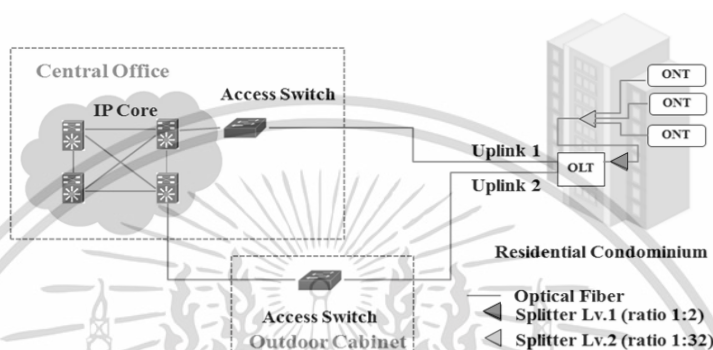 Central Office
IP Core
Access Switch
ONT
ONT
ONT
Uplink 1
OLT
Uplink 2
Residential Condominium
Access Switch
Outdoor Cabinet
Optical Fiber
Splitter Lv.1 (ratio 1:2)
Splitter Lv.2 (ratio 1:32)